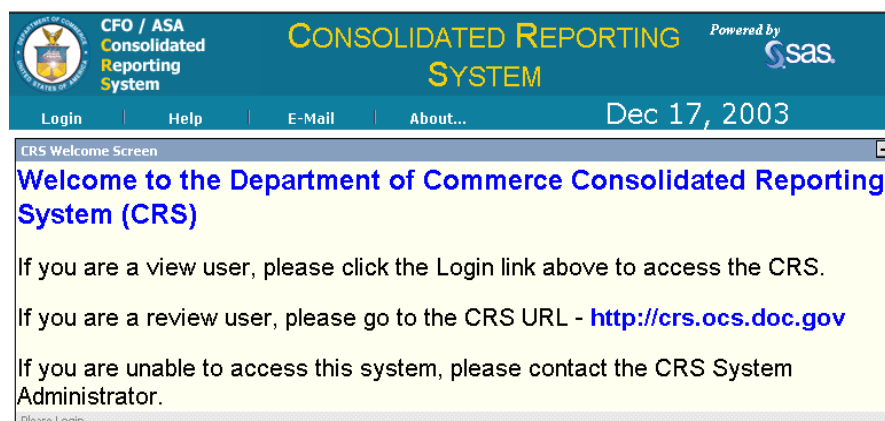 CFO / ASA
Consolidated
Reporting
System
CONSOLIDATED REPORTING
SYSTEM
Powered by
sas.
Login | Help | E-Mail | About...
Dec 17, 2003
CRS Welcome Screen
Welcome to the Department of Commerce Consolidated Reporting
System (CRS)
If you are a view user, please click the Login link above to access the CRS.
If you are a review user, please go to the CRS URL - http://crs.ocs.doc.gov
If you are unable to access this system, please contact the CRS System
Administrator.
Please Login